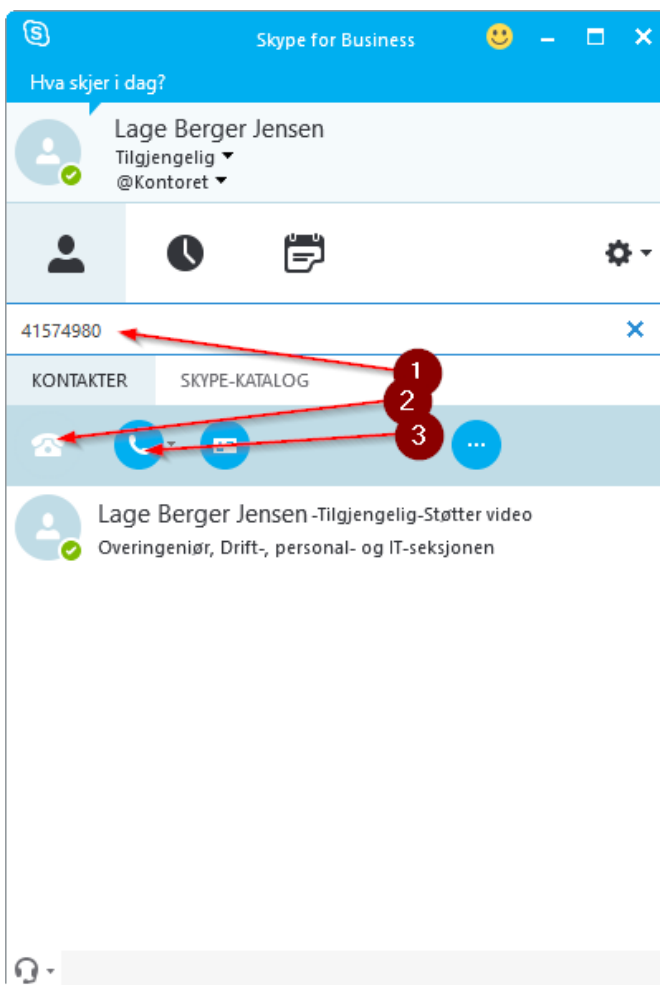 Skype for Business
Hva skjer i dag?
Lage Berger Jensen
Tilgjengelig
@Kontoret
41574980
1
KONTAKTER SKYPE-KATALOG
2
3
Lage Berger Jensen -Tilgjengelig-Støtter video
Overingeniør, Drift-, personal- og IT-seksjonen